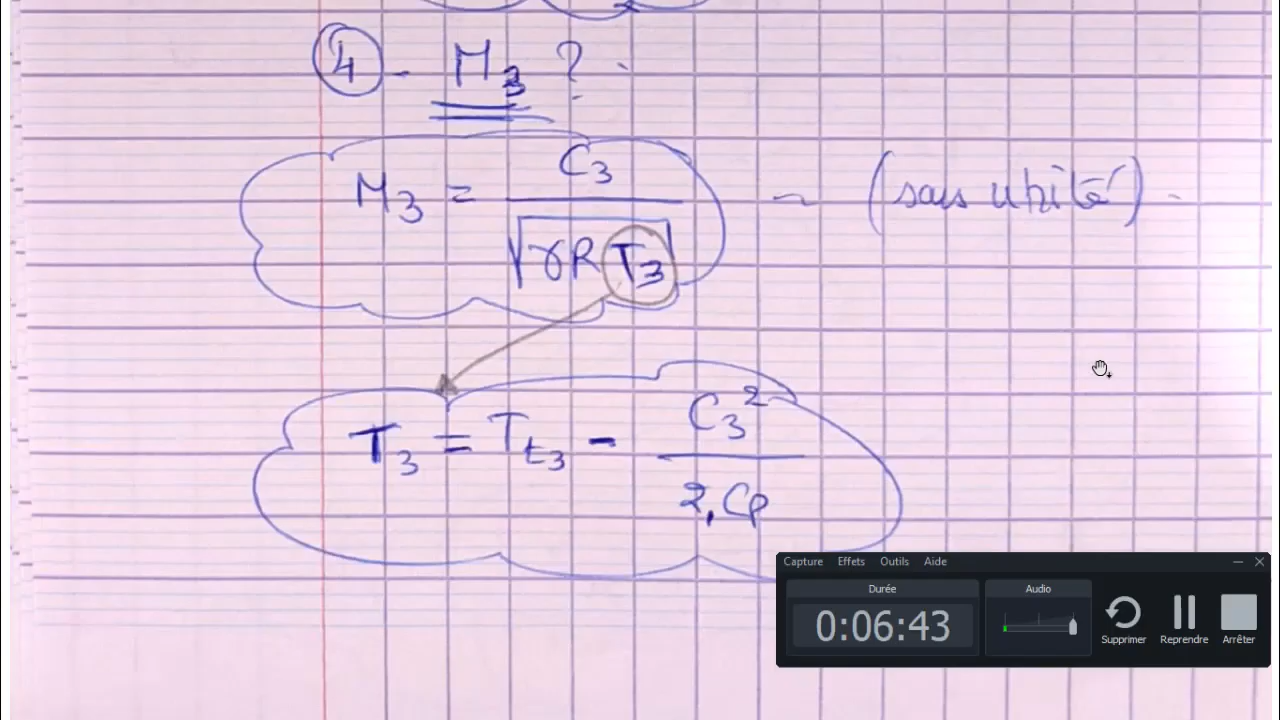 4 - M3 ?
M3 = C3 / √γRT3 ~ (sans unité).
T3 = Tt3 - C3² / 2.Cp
Capture Effets Outils Aide
Durée Audio
0:06:43
Supprimer Reprendre Arrêter